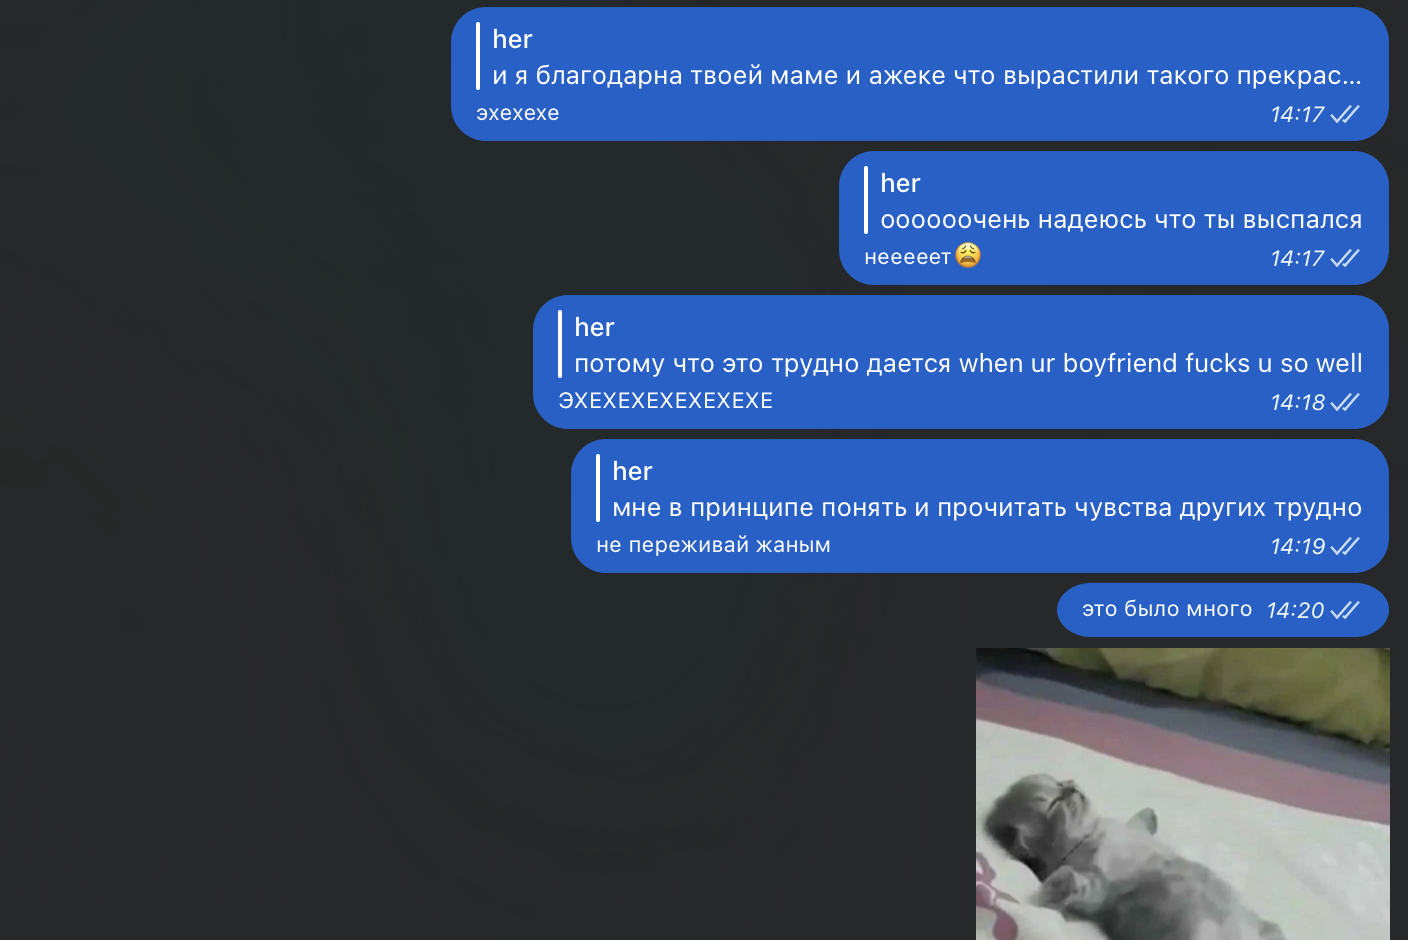 her
и я благодарна твоей маме и ажеке что вырастили такого прекрас...
эхехехе
14:17
her
оооооочень надеюсь что ты выспался
нееееет😩
14:17
her
потому что это трудно дается when ur boyfriend fucks u so well
ЭХЕХЕХЕХЕХЕХЕХЕ
14:18
her
мне в принципе понять и прочитать чувства других трудно
не переживай жаным
14:19
это было много 14:20